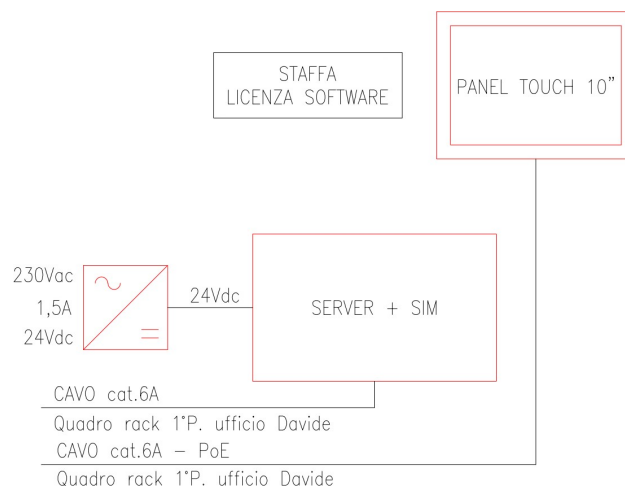 STAFFA
LICENZA SOFTWARE
PANEL TOUCH 10"
230Vac
1,5A
24Vdc
24Vdc
SERVER + SIM
CAVO cat.6A
Quadro rack 1°P. ufficio Davide
CAVO cat.6A – PoE
Quadro rack 1°P. ufficio Davide